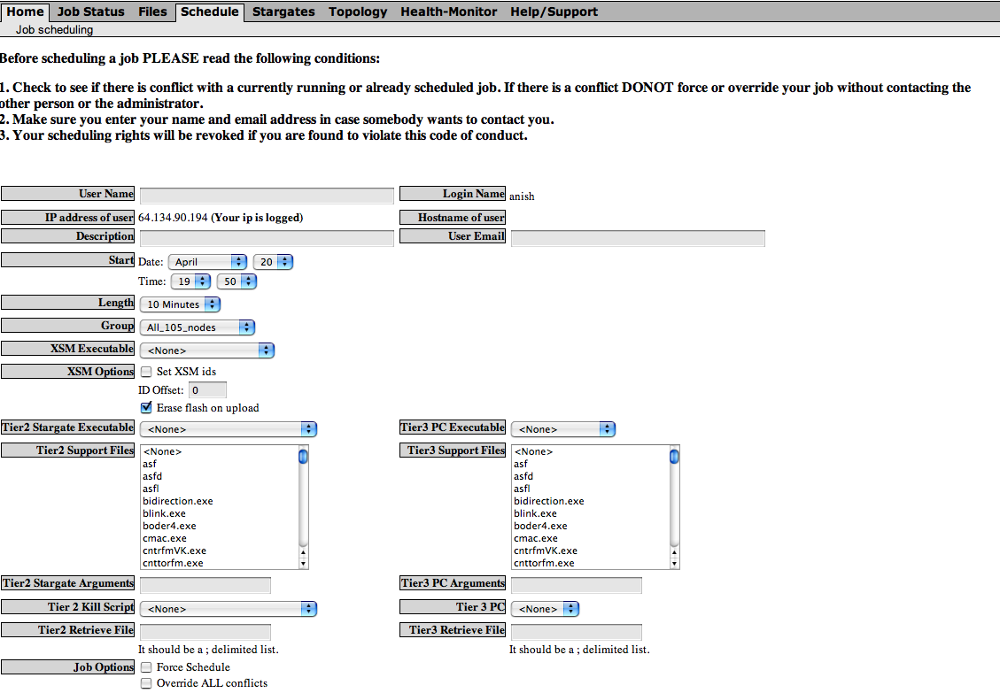 Home Job Status Files Schedule Stargates Topology Health-Monitor Help/Support
Job scheduling
Before scheduling a job PLEASE read the following conditions:
1. Check to see if there is conflict with a currently running or already scheduled job. If there is a conflict DONOT force or override your job without contacting the
other person or the administrator.
2. Make sure you enter your name and email address in case somebody wants to contact you.
3. Your scheduling rights will be revoked if you are found to violate this code of conduct.
User Name Login Name anish
IP address of user 64.134.90.194 (Your ip is logged) Hostname of user
Description User Email
Start Date: April 20
Time: 19 50
Length 10 Minutes
Group All_105_nodes
XSM Executable <None>
XSM Options Set XSM ids
ID Offset: 0
Erase flash on upload
Tier2 Stargate Executable <None> Tier3 PC Executable <None>
Tier2 Support Files <None> Tier3 Support Files <None>
asf asf
asfd asfd
asfl asfl
bidirection.exe bidirection.exe
blink.exe blink.exe
boder4.exe boder4.exe
cmac.exe cmac.exe
cntrfmVK.exe cntrfmVK.exe
cnttorfm.exe cnttorfm.exe
Tier2 Stargate Arguments Tier3 PC Arguments
Tier 2 Kill Script <None> Tier 3 PC <None>
Tier2 Retrieve File Tier3 Retrieve File
It should be a ; delimited list. It should be a ; delimited list.
Job Options Force Schedule
Override ALL conflicts